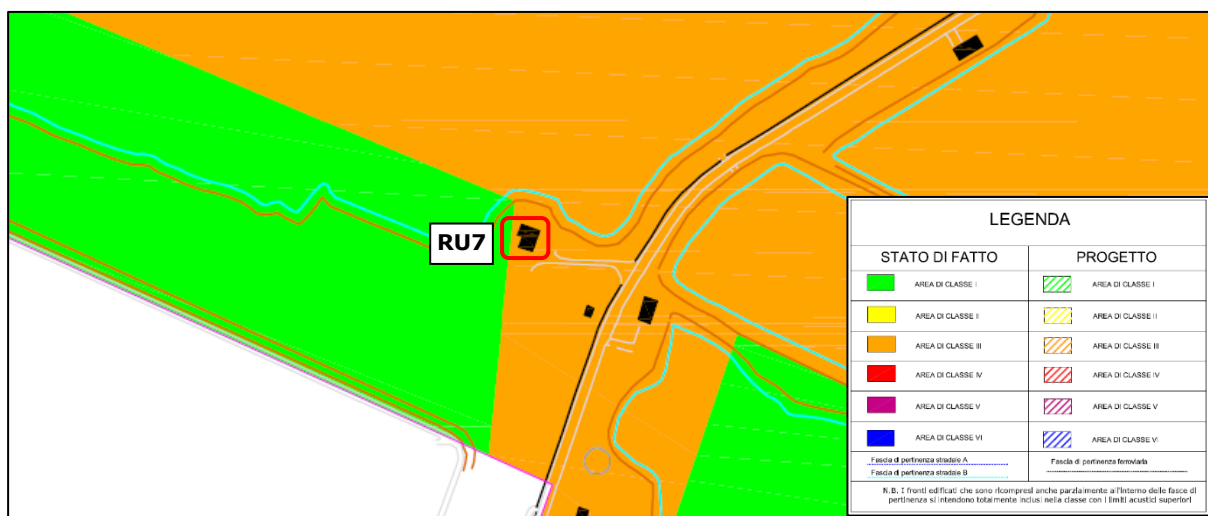 RU7
LEGENDA
STATO DI FATTO PROGETTO
AREA DI CLASSE I AREA DI CLASSE I
AREA DI CLASSE II AREA DI CLASSE II
AREA DI CLASSE III AREA DI CLASSE III
AREA DI CLASSE IV AREA DI CLASSE IV
AREA DI CLASSE V AREA DI CLASSE V
AREA DI CLASSE VI AREA DI CLASSE VI
Fascia di pertinenza stradale A Fascia di pertinenza ferroviaria
Fascia di pertinenza stradale B
N.B. I fronti edificati che sono ricompresi anche parzialmente all'interno delle fasce di
pertinenza si intendono totalmente inclusi nella classe con i limiti acustici superiori